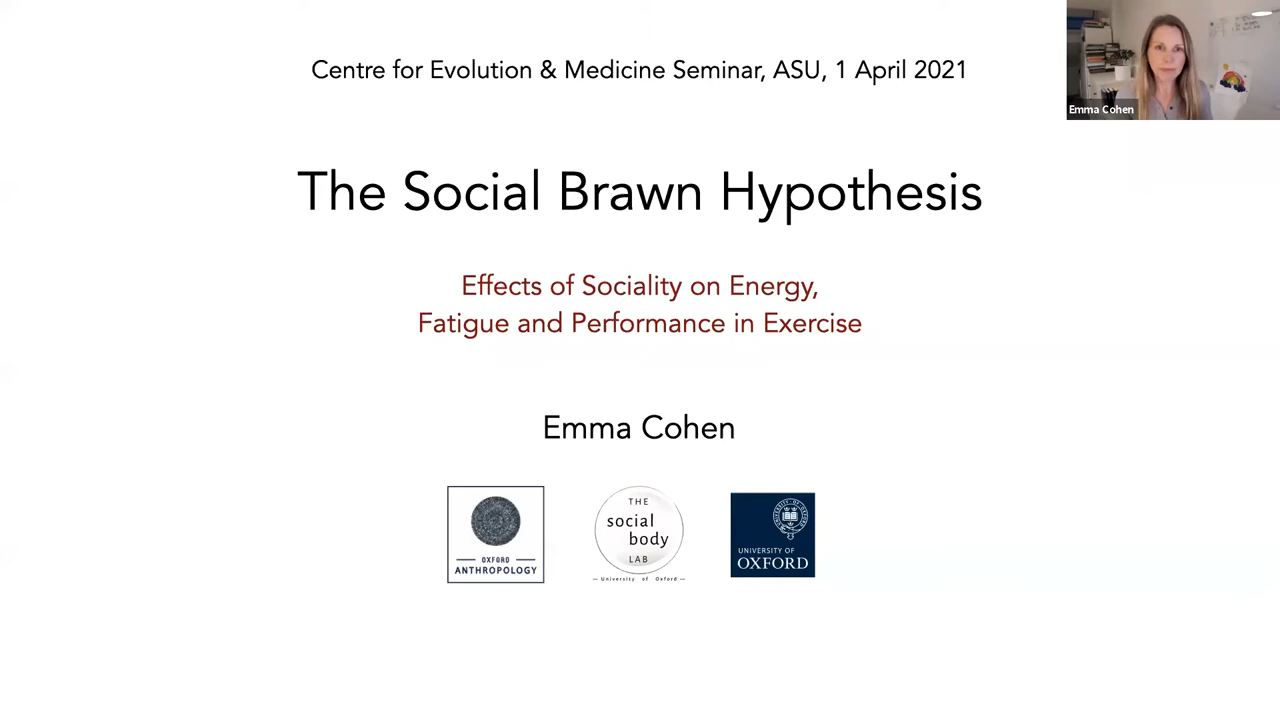 Centre for Evolution & Medicine Seminar, ASU, 1 April 2021
Emma Cohen
The Social Brawn Hypothesis
Effects of Sociality on Energy,
Fatigue and Performance in Exercise
Emma Cohen
OXFORD
ANTHROPOLOGY
THE
social
body
LAB
University of Oxford
UNIVERSITY OF
OXFORD